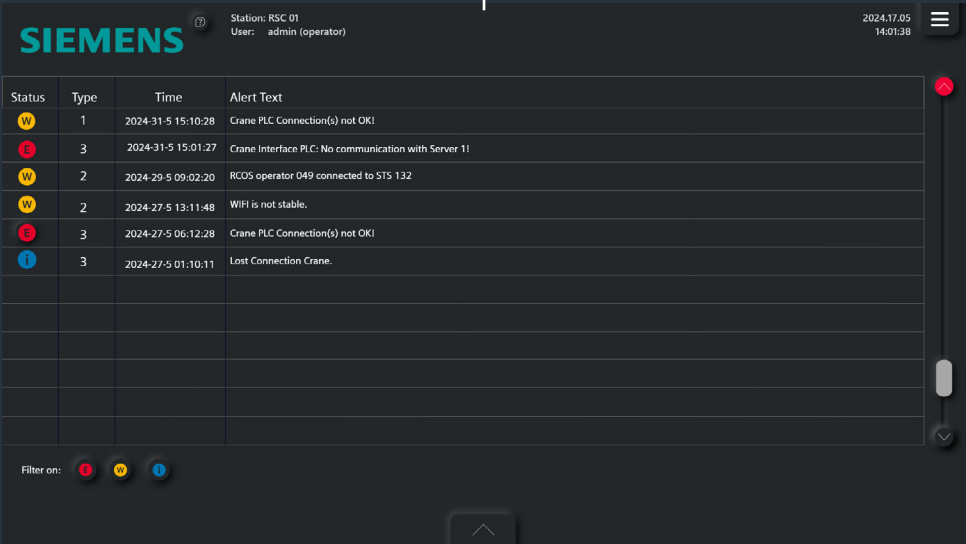 SIEMENS
?
Station: RSC 01
User: admin (operator)
2024.17.05
14:01:38
Status Type Time Alert Text
W 1 2024-31-5 15:10:28 Crane PLC Connection(s) not OK!
E 3 2024-31-5 15:01:27 Crane Interface PLC: No communication with Server 1!
W 2 2024-29-5 09:02:20 RCOS operator 049 connected to STS 132
W 2 2024-27-5 13:11:48 WIFI is not stable.
E 3 2024-27-5 06:12:28 Crane PLC Connection(s) not OK!
i 3 2024-27-5 01:10:11 Lost Connection Crane.
Filter on: E W i